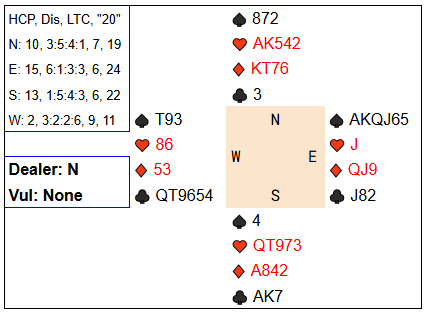 HCP, Dis, LTC, "20"
N: 10, 3:5:4:1, 7, 19
E: 15, 6:1:3:3, 6, 24
S: 13, 1:5:4:3, 6, 22
W: 2, 3:2:2:6, 9, 11
Dealer: N
Vul: None
♠ 872
♥ AK542
♦ KT76
♣ 3
♠ T93
♥ 86
♦ 53
♣ QT9654
N
W E
S
♠ AKQJ65
♥ J
♦ QJ9
♣ J82
♠ 4
♥ QT973
♦ A842
♣ AK7